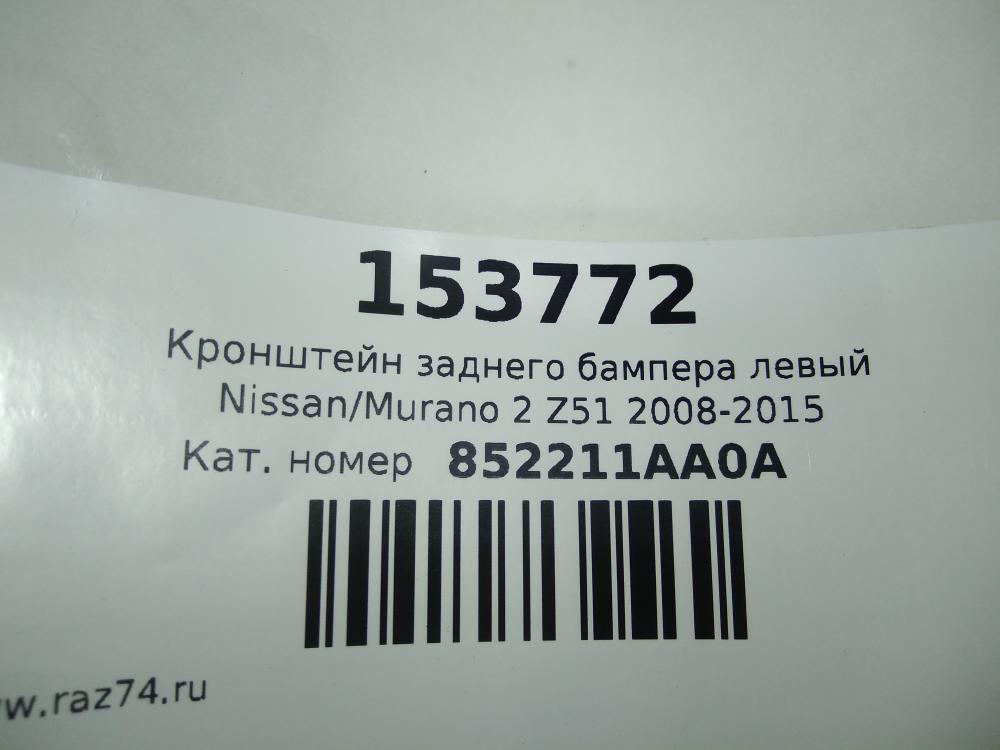 153772
Кронштейн заднего бампера левый
Nissan/Murano 2 Z51 2008-2015
Кат. номер 852211AA0A
w.raz74.ru